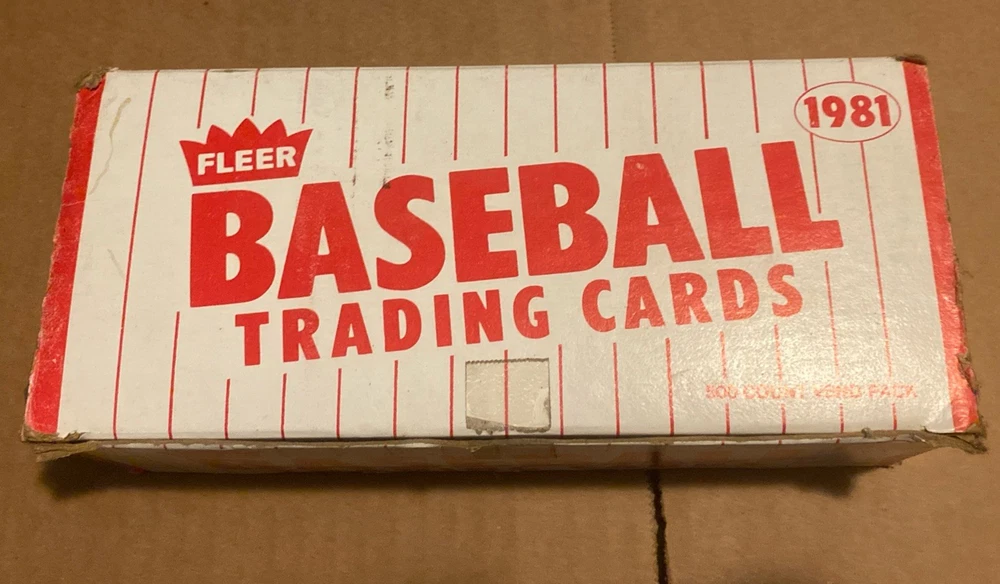 1981
FLEER
BASEBALL
TRADING CARDS
500 COUNT VEND PACK